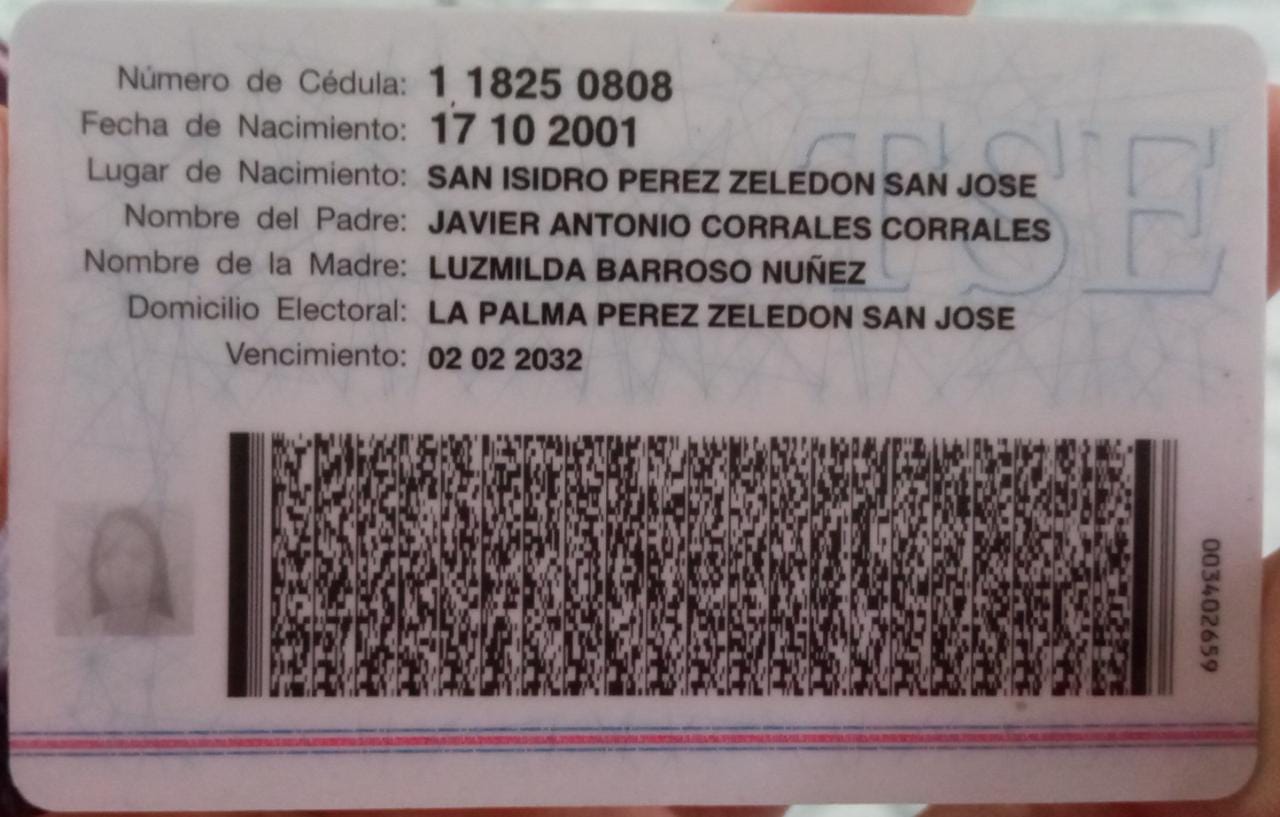 Número de Cédula: 1 1825 0808
Fecha de Nacimiento: 17 10 2001
Lugar de Nacimiento: SAN ISIDRO PEREZ ZELEDON SAN JOSE
Nombre del Padre: JAVIER ANTONIO CORRALES CORRALES
Nombre de la Madre: LUZMILDA BARROSO NUÑEZ
Domicilio Electoral: LA PALMA PEREZ ZELEDON SAN JOSE
Vencimiento: 02 02 2032
TSE
003402659